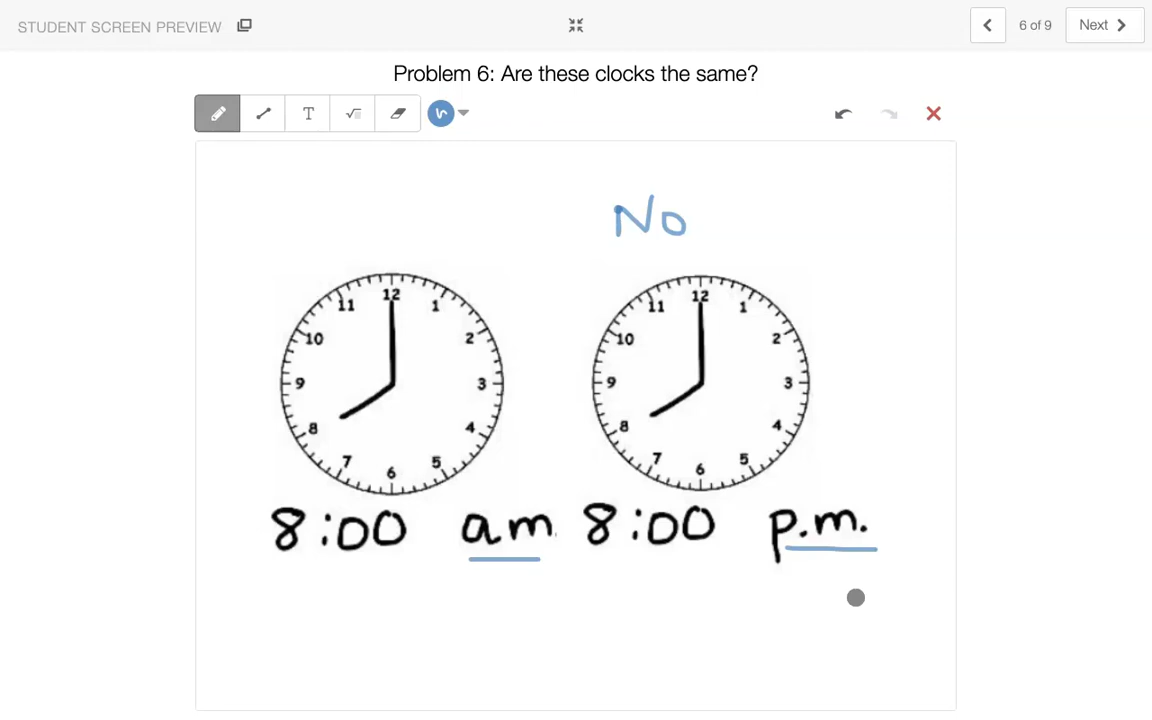 STUDENT SCREEN PREVIEW 6 of 9 Next
Problem 6: Are these clocks the same?
T
No
12 1 2 3 4 5 6 7 8 9 10 11
12 1 2 3 4 5 6 7 8 9 10 11
8:00 am. 8:00 p.m.